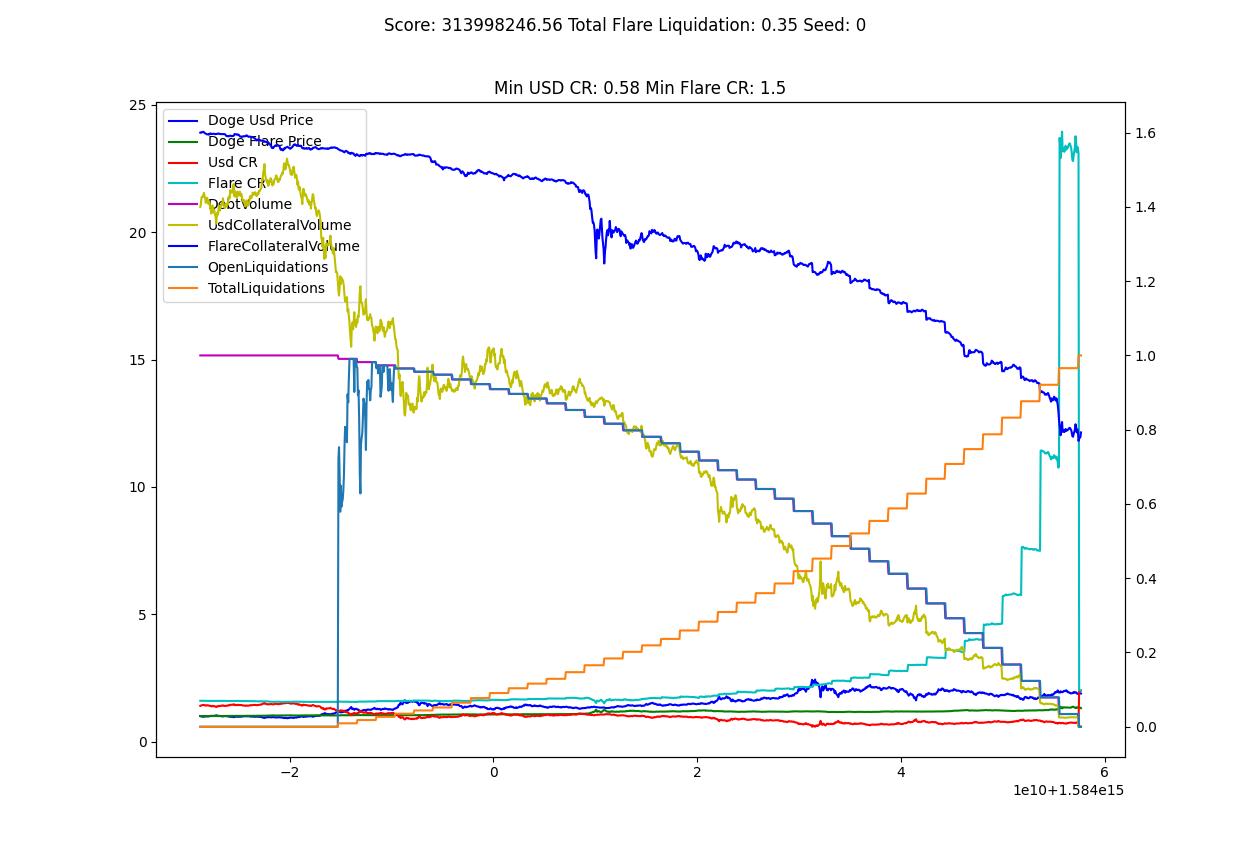 Score: 313998246.56 Total Flare Liquidation: 0.35 Seed: 0
Min USD CR: 0.58 Min Flare CR: 1.5
Doge Usd Price
Doge Flare Price
Usd CR
Flare CR
DebtVolume
UsdCollateralVolume
FlareCollateralVolume
OpenLiquidations
TotalLiquidations
25
20
15
10
5
0
1.6
1.4
1.2
1.0
0.8
0.6
0.4
0.2
0.0
−2
0
2
4
6
1e10+1.584e15